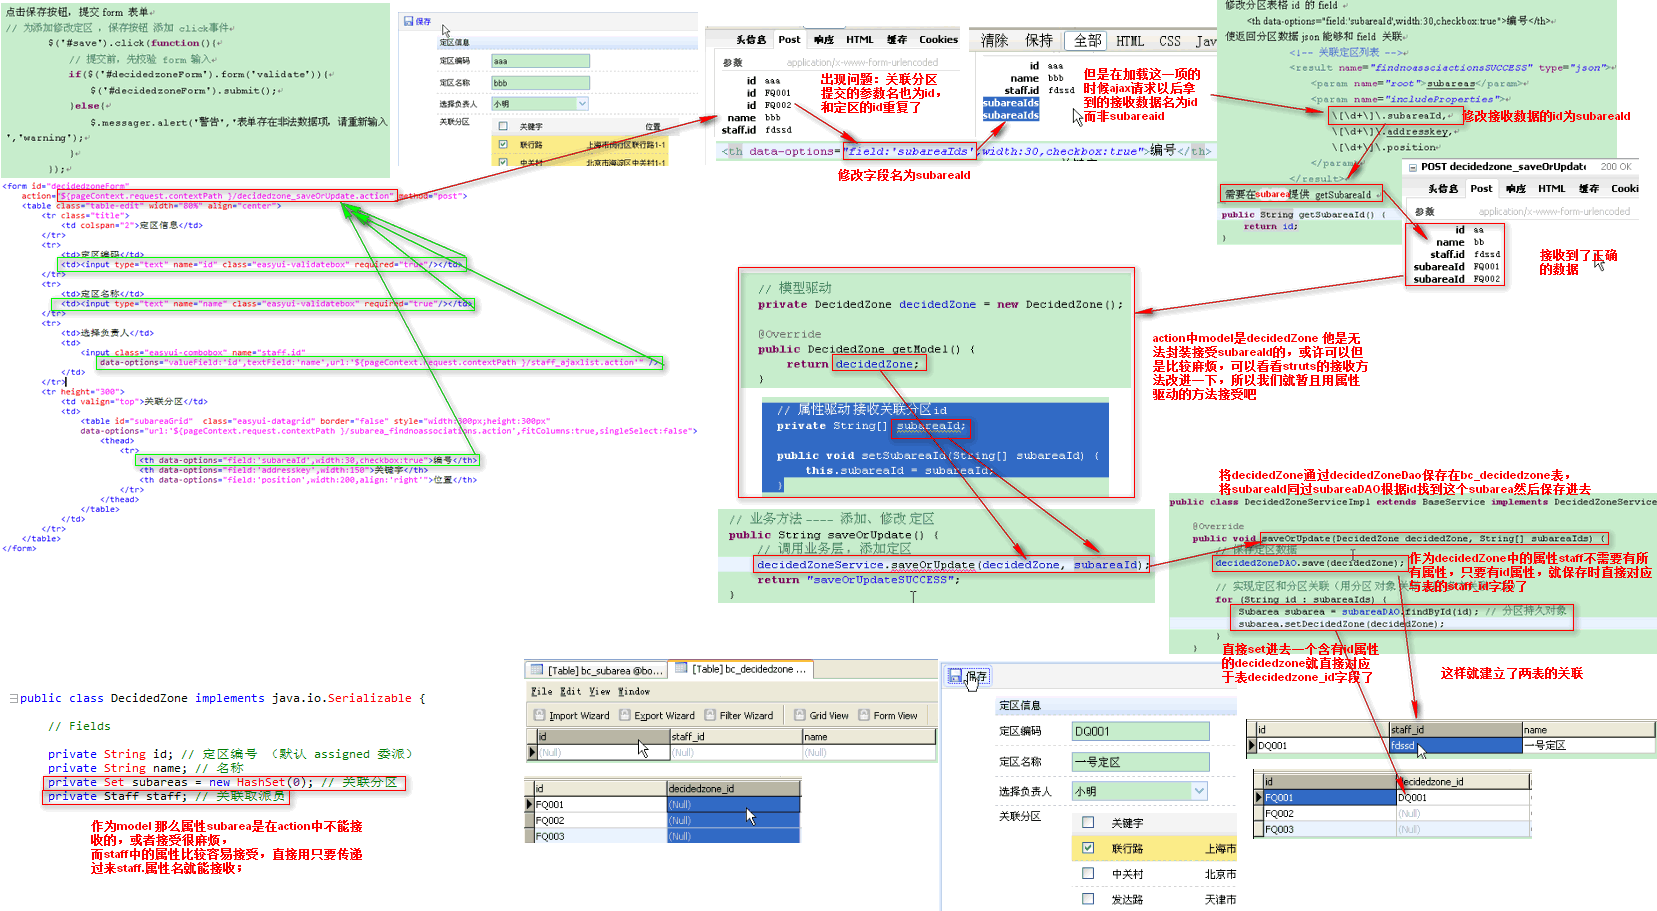 点击保存按钮，提交 form 表单
// 为添加修改定区 ，保存按钮 添加 click事件
$("#save").click(function(){
// 提交前，先校验 form 输入
if($("#decidedzoneForm").form('validate')){
$("#decidedzoneForm").submit();
}else{
$.messager.alert("警告","表单存在非法数据项，请重新输入
","warning");
}
});
<form id="decidedzoneForm"
action="${pageContext.request.contextPath }/decidedzone_saveOrUpdate.action" method="post">
<table class="table-edit" width="80%" align="center">
<tr class="title">
<td colspan="2">定区信息</td>
</tr>
<tr>
<td>定区编码</td>
<td><input type="text" name="id" class="easyui-validatebox" required="true"/></td>
</tr>
<tr>
<td>定区名称</td>
<td><input type="text" name="name" class="easyui-validatebox" required="true"/></td>
</tr>
<tr>
<td>选择负责人</td>
<td>
<input class="easyui-combobox" name="staff.id"
data-options="valueField:'id',textField:'name',url:'${pageContext.request.contextPath }/staff_ajaxlist.action'" />
</td>
</tr>
<tr height="300">
<td valign="top">关联分区</td>
<td>
<table id="subareaGrid" class="easyui-datagrid" border="false" style="width:300px;height:300px"
data-options="url:'${pageContext.request.contextPath }/subarea_findnoassociations.action',fitColumns:true,singleSelect:false">
<thead>
<tr>
<th data-options="field:'subareaId',width:30,checkbox:true">编号</th>
<th data-options="field:'addresskey',width:150">关键字</th>
<th data-options="field:'position',width:200,align:'right'">位置</th>
</tr>
</thead>
</table>
</td>
</tr>
</table>
</form>
保存
定区信息
定区编码 aaa
定区名称 bbb
选择负责人 小明
关联分区
关键字 位置
联行路 上海市闵行区联行路1-1
中关村 北京市海淀区中关村1-1
头信息 Post 响应 HTML 缓存 Cookies
参数 application/x-www-form-urlencoded
id aaa
id FQ001
id FQ002
name bbb
staff.id fdssd
出现问题：关联分区
提交的参数名也为id，
和定区的id重复了
清除 保持 全部 HTML CSS Jav
id aaa
name bbb
staff.id fdssd
subareaIds
subareaIds
但是在加载这一项的
时候ajax请求以后拿
到的接收数据名为id
而非subareaid
<th data-options="field:'subareaIds',width:30,checkbox:true">编号</th>
修改字段名为subareaId
修改分区表格 id 的 field
<th data-options="field:'subareaId',width:30,checkbox:true">编号</th>
使返回分区数据 json 能够和 field 关联
<!-- 关联定区列表 -->
<result name="findnoassciactionsSUCCESS" type="json">
<param name="root">subareas</param>
<param name="includeProperties">
\[\d+\]\.subareaId,
\[\d+\]\.addresskey,
\[\d+\]\.position
</param>
</result>
修改接收数据的id为subareaId
需要在subarea提供 getSubareaId
public String getSubareaId() {
return id;
}
POST decidedzone_saveOrUpdate 200 OK
头信息 Post 响应 HTML 缓存 Cooki
参数 application/x-www-form-urlencoded
id aa
name bb
staff.id fdssd
subareaId FQ001
subareaId FQ002
接收到了正确
的数据
// 模型驱动
private DecidedZone decidedZone = new DecidedZone();
@Override
public DecidedZone getModel() {
return decidedZone;
}
// 属性驱动 接收关联分区id
private String[] subareaId;
public void setSubareaId(String[] subareaId) {
this.subareaId = subareaId;
}
action中model是decidedZone 他是无
法封装接受subareaId的，或许可以但
是比较麻烦，可以看看struts的接收方
法改进一下，所以我们就暂且用属性
驱动的方法接受吧
// 业务方法 ---- 添加、修改 定区
public String saveOrUpdate() {
// 调用业务层，添加定区
decidedZoneService.saveOrUpdate(decidedZone, subareaId);
return "saveOrUpdateSUCCESS";
}
将decidedZone通过decidedZoneDao保存在bc_decidedzone表，
将subareaId同过subareaDAO根据id找到这个subarea然后保存进去
public class DecidedZoneServiceImpl extends BaseService implements DecidedZoneService
@Override
public void saveOrUpdate(DecidedZone decidedZone, String[] subareaIds) {
// 保存定区数据
decidedZoneDAO.save(decidedZone);
// 实现定区和分区关联（用分区 对象
for (String id : subareaIds) {
Subarea subarea = subareaDAO.findById(id); // 分区持久对象
subarea.setDecidedZone(decidedZone);
}
}
作为decidedZone中的属性staff不需要有所
有属性，只要有id属性，就保存时直接对应
与表的staff_id字段了
直接set进去一个含有id属性
的decidedzone就直接对应
于表decidedzone_id字段了
这样就建立了两表的关联
public class DecidedZone implements java.io.Serializable {
// Fields
private String id; // 定区编号 （默认 assigned 委派）
private String name; // 名称
private Set subareas = new HashSet(0); // 关联分区
private Staff staff; // 关联取派员
作为model 那么属性subarea是在action中不能接
收的，或者接受很麻烦，
而staff中的属性比较容易接受，直接用只要传递
过来staff.属性名就能接收；
[Table] bc_subarea @bo... [Table] bc_decidedzone ...
File Edit View Window
Import Wizard Export Wizard Filter Wizard Grid View Form View
id staff_id name
(Null) (Null) (Null)
id decidedzone_id
FQ001 (Null)
FQ002 (Null)
FQ003 (Null)
保存
定区信息
定区编码 DQ001
定区名称 一号定区
选择负责人 小明
关联分区
关键字
联行路 上海市
中关村 北京市
发达路 天津市
id staff_id name
DQ001 fdssd 一号定区
id decidedzone_id
FQ001 DQ001
FQ002 (Null)
FQ003 (Null)